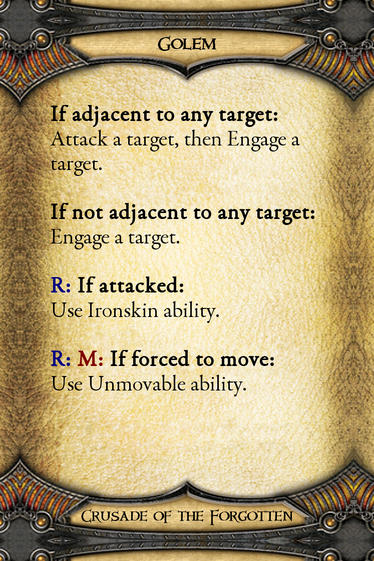 Golem
If adjacent to any target:
Attack a target, then Engage a
target.
If not adjacent to any target:
Engage a target.
R: If attacked:
Use Ironskin ability.
R: M: If forced to move:
Use Unmovable ability.
Crusade of the Forgotten